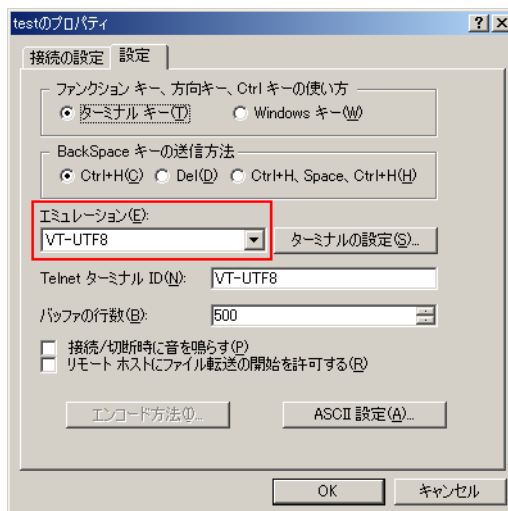 testのプロパティ
接続の設定 設定
ファンクション キー、方向キー、Ctrl キーの使い方
ターミナル キー(T) Windows キー(W)
BackSpace キーの送信方法
Ctrl+H(C) Del(D) Ctrl+H、Space、Ctrl+H(H)
エミュレーション(E):
VT-UTF8 ターミナルの設定(S)...
Telnet ターミナル ID(N): VT-UTF8
バッファの行数(B): 500
接続/切断時に音を鳴らす(P)
リモート ホストにファイル転送の開始を許可する(R)
エンコード方法(I)... ASCII 設定(A)...
OK キャンセル